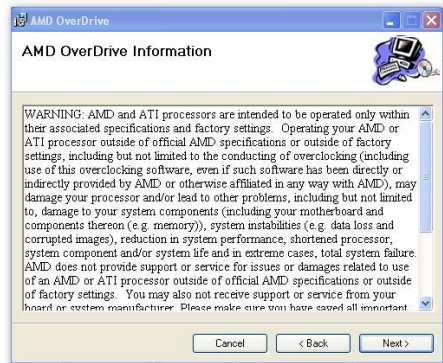 AMD OverDrive
AMD OverDrive Information
WARNING: AMD and ATI processors are intended to be operated only within
their associated specifications and factory settings. Operating your AMD or
ATI processor outside of official AMD specifications or outside of factory
settings, including but not limited to the conducting of overclocking (including
use of this overclocking software, even if such software has been directly or
indirectly provided by AMD or otherwise affiliated in any way with AMD), may
damage your processor and/or lead to other problems, including but not limited
to, damage to your system components (including your motherboard and
components thereon (e.g. memory)), system instabilities (e.g. data loss and
corrupted images), reduction in system performance, shortened processor,
system component and/or system life and in extreme cases, total system failure.
AMD does not provide support or service for issues or damages related to use
of an AMD or ATI processor outside of official AMD specifications or outside
of factory settings. You may also not receive support or service from your
board or system manufacturer. Please make sure you have saved all important
Cancel
< Back
Next >